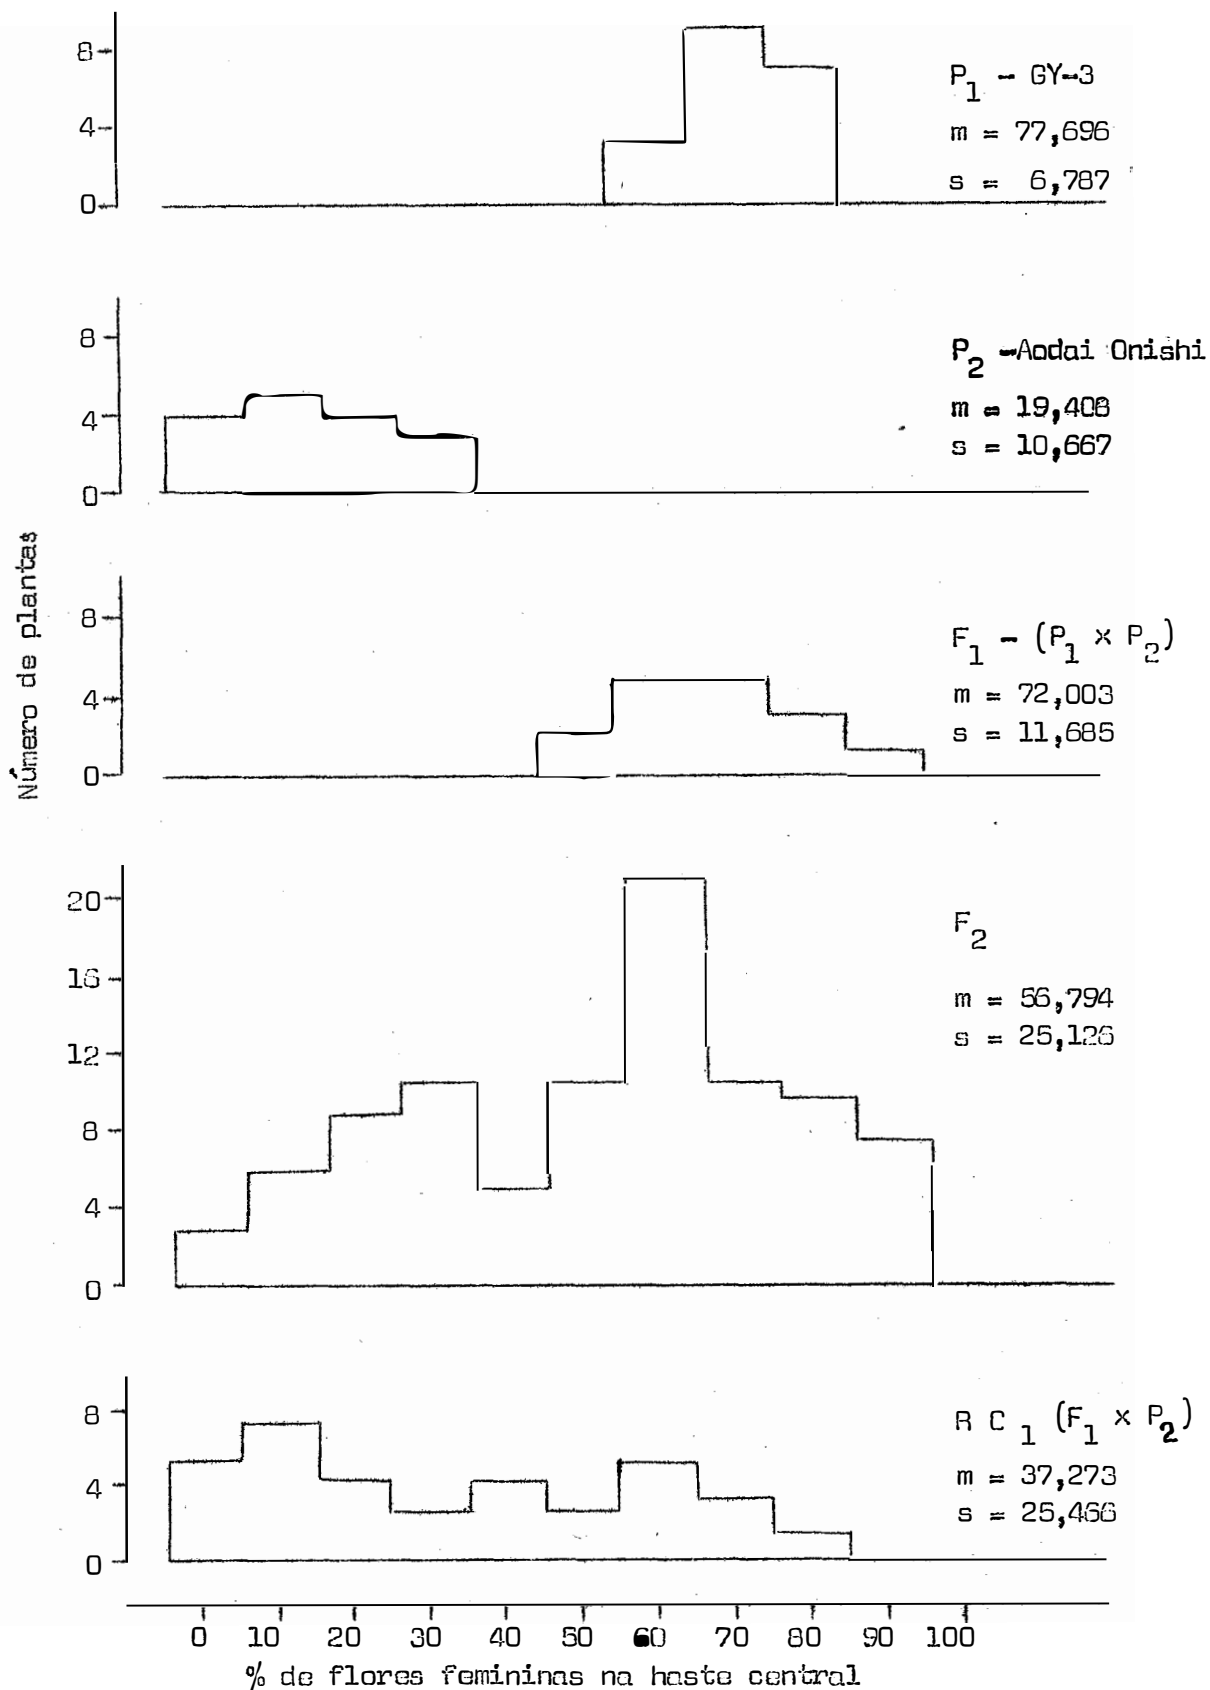 8
4
0
P1 - GY-3
m = 77,696
s = 6,787
8
4
0
P2 - Aodai Onishi
m = 19,408
s = 10,667
Número de plantas
8
4
0
F1 - (P1 x P2)
m = 72,003
s = 11,685
20
16
12
8
4
0
F2
m = 56,794
s = 25,126
8
4
0
R C 1 (F1 x P2)
m = 37,273
s = 25,466
0 10 20 30 40 50 60 70 80 90 100
% de flores femininas na haste central